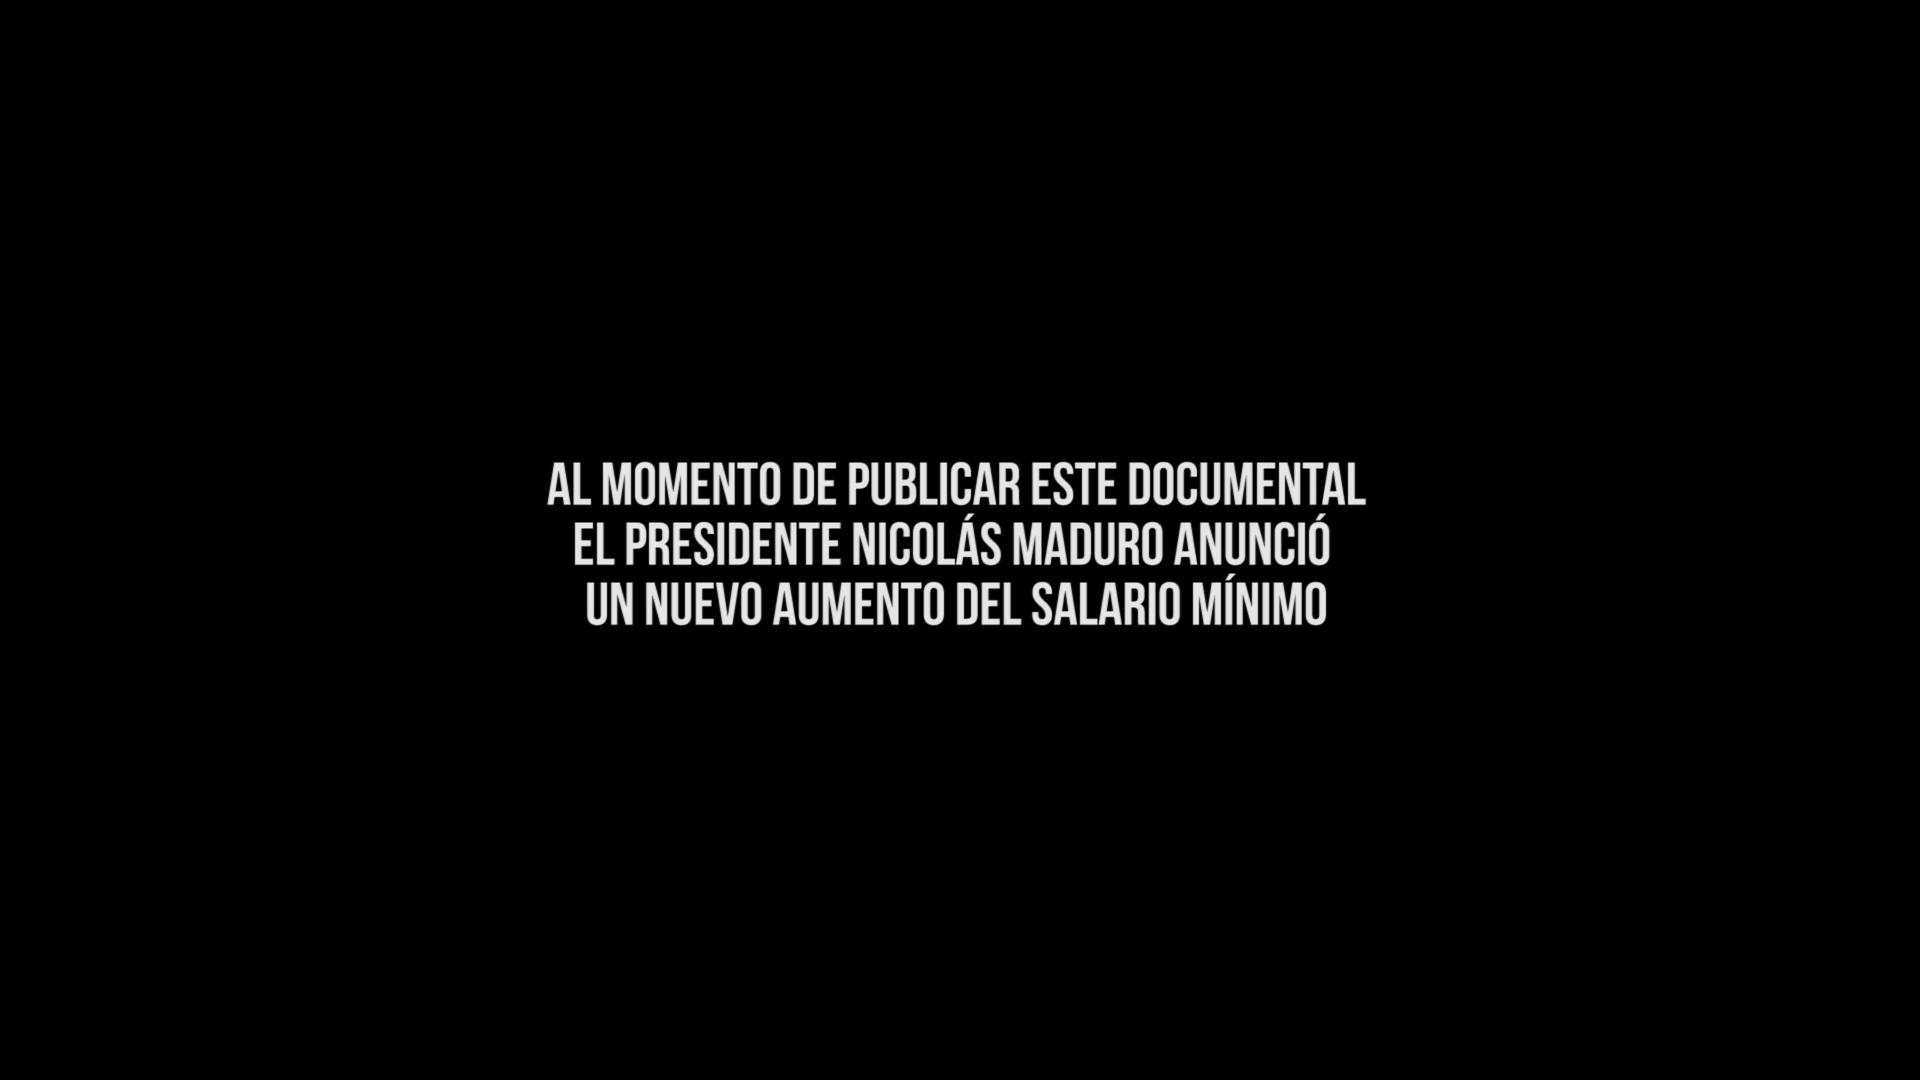 AL MOMENTO DE PUBLICAR ESTE DOCUMENTAL
EL PRESIDENTE NICOLÁS MADURO ANUNCIÓ
UN NUEVO AUMENTO DEL SALARIO MÍNIMO